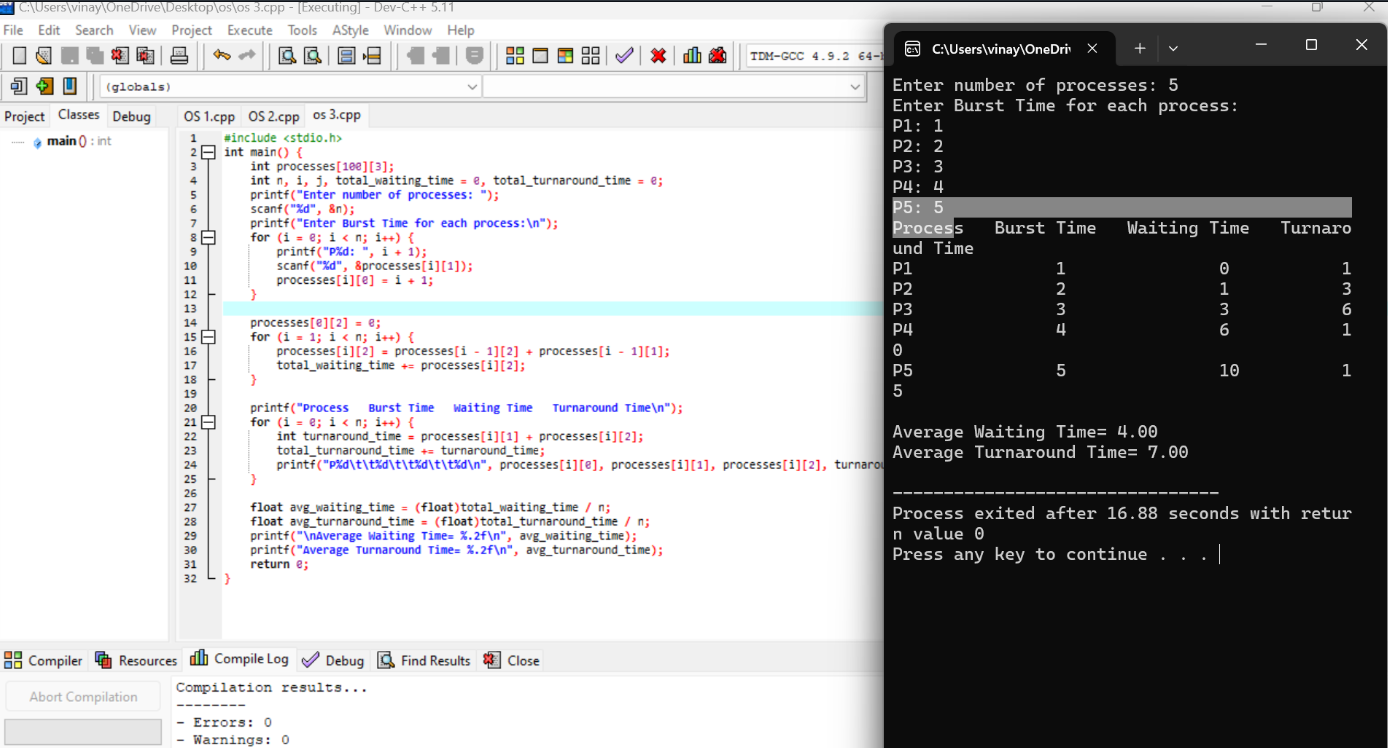 C:\Users\vinay\OneDrive\Desktop\os\os 3.cpp - [Executing] - Dev-C++ 5.11
File Edit Search View Project Execute Tools AStyle Window Help
TDM-GCC 4.9.2 64-
(globals)
Project Classes Debug
main () : int
OS 1.cpp OS 2.cpp os 3.cpp
1 #include <stdio.h>
2 int main() {
3 int processes[100][3];
4 int n, i, j, total_waiting_time = 0, total_turnaround_time = 0;
5 printf("Enter number of processes: ");
6 scanf("%d", &n);
7 printf("Enter Burst Time for each process:\n");
8 for (i = 0; i < n; i++) {
9 printf("P%d: ", i + 1);
10 scanf("%d", &processes[i][1]);
11 processes[i][0] = i + 1;
12 }
13
14 processes[0][2] = 0;
15 for (i = 1; i < n; i++) {
16 processes[i][2] = processes[i - 1][2] + processes[i - 1][1];
17 total_waiting_time += processes[i][2];
18 }
19
20 printf("Process   Burst Time   Waiting Time   Turnaround Time\n");
21 for (i = 0; i < n; i++) {
22 int turnaround_time = processes[i][1] + processes[i][2];
23 total_turnaround_time += turnaround_time;
24 printf("P%d\t\t%d\t\t%d\t\t%d\n", processes[i][0], processes[i][1], processes[i][2], turnarou
25 }
26
27 float avg_waiting_time = (float)total_waiting_time / n;
28 float avg_turnaround_time = (float)total_turnaround_time / n;
29 printf("\nAverage Waiting Time= %.2f\n", avg_waiting_time);
30 printf("Average Turnaround Time= %.2f\n", avg_turnaround_time);
31 return 0;
32 }
Compiler Resources Compile Log Debug Find Results Close
Abort Compilation
Compilation results...
--------
- Errors: 0
- Warnings: 0
C:\Users\vinay\OneDri
Enter number of processes: 5
Enter Burst Time for each process:
P1: 1
P2: 2
P3: 3
P4: 4
P5: 5
Process   Burst Time   Waiting Time   Turnaro
und Time
P1 1 0 1
P2 2 1 3
P3 3 3 6
P4 4 6 1
0
P5 5 10 1
5
Average Waiting Time= 4.00
Average Turnaround Time= 7.00
--------------------------------
Process exited after 16.88 seconds with retur
n value 0
Press any key to continue . . .